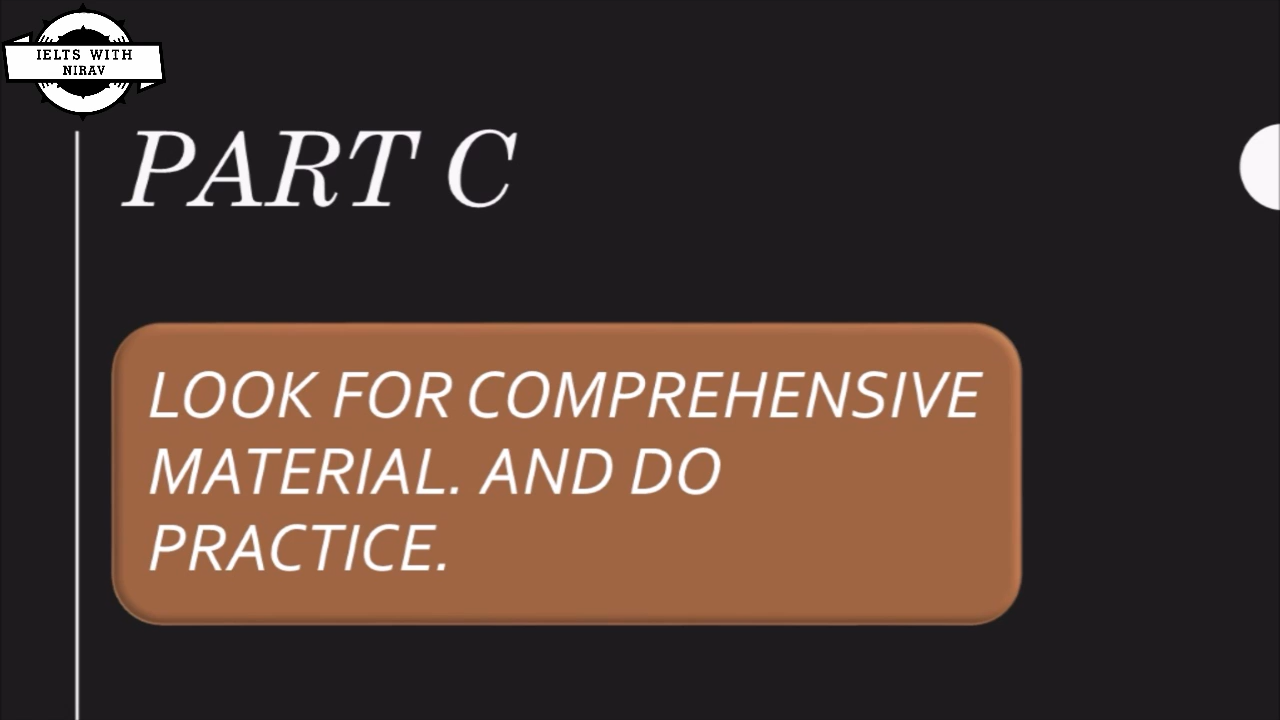 IELTS WITH
NIRAV
PART C
LOOK FOR COMPREHENSIVE
MATERIAL. AND DO
PRACTICE.